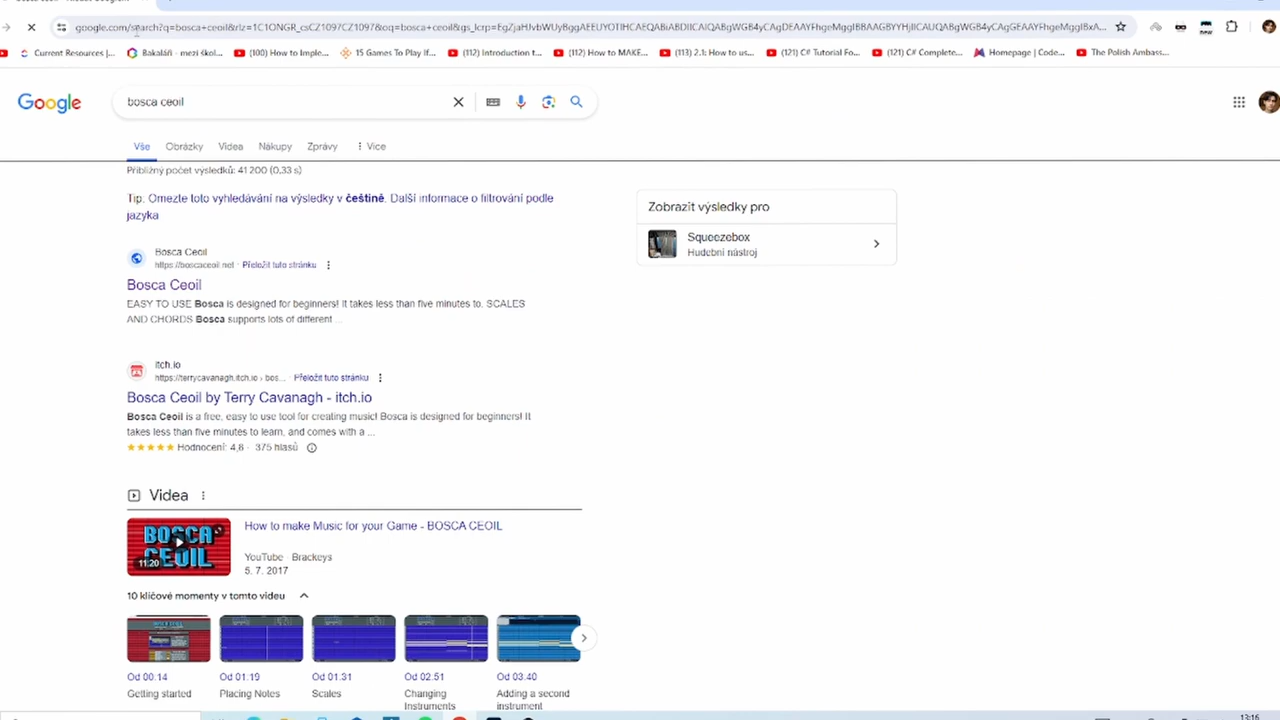 Current Resources |...
Bakaláři - mezi škol...
(100) How to Imple...
15 Games To Play If...
(112) Introduction t...
(112) How to MAKE...
(113) 2.1: How to us...
(121) C# Tutorial Fo...
(121) C# Complete...
Homepage | Code...
The Polish Ambass...
Google
bosca ceoil
Vše
Obrázky
Videa
Nákupy
Zprávy
Více
Přibližný počet výsledků: 41 200 (0,33 s)
Tip: Omezte toto vyhledávání na výsledky v češtině. Další informace o filtrování podle
jazyka
Zobrazit výsledky pro
Squeezebox
Hudební nástroj
Bosca Ceoil
https://boscaceoil.net · Přeložit tuto stránku
Bosca Ceoil
EASY TO USE Bosca is designed for beginners! It takes less than five minutes to. SCALES
AND CHORDS Bosca supports lots of different ...
itch.io
https://terrycavanagh.itch.io › bos... · Přeložit tuto stránku
Bosca Ceoil by Terry Cavanagh - itch.io
Bosca Ceoil is a free, easy to use tool for creating music! Bosca is designed for beginners! It
takes less than five minutes to learn, and comes with a ...
Hodnocení: 4,8 · 375 hlasů
Videa
BOSCA
CEOIL
11:20
How to make Music for your Game - BOSCA CEOIL
YouTube · Brackeys
5. 7. 2017
10 klíčové momenty v tomto videu
Od 00.14
Getting started
Od 01.19
Placing Notes
Od 01.31
Scales
Od 02.51
Changing
Instruments
Od 03.40
Adding a second
instrument
13:16